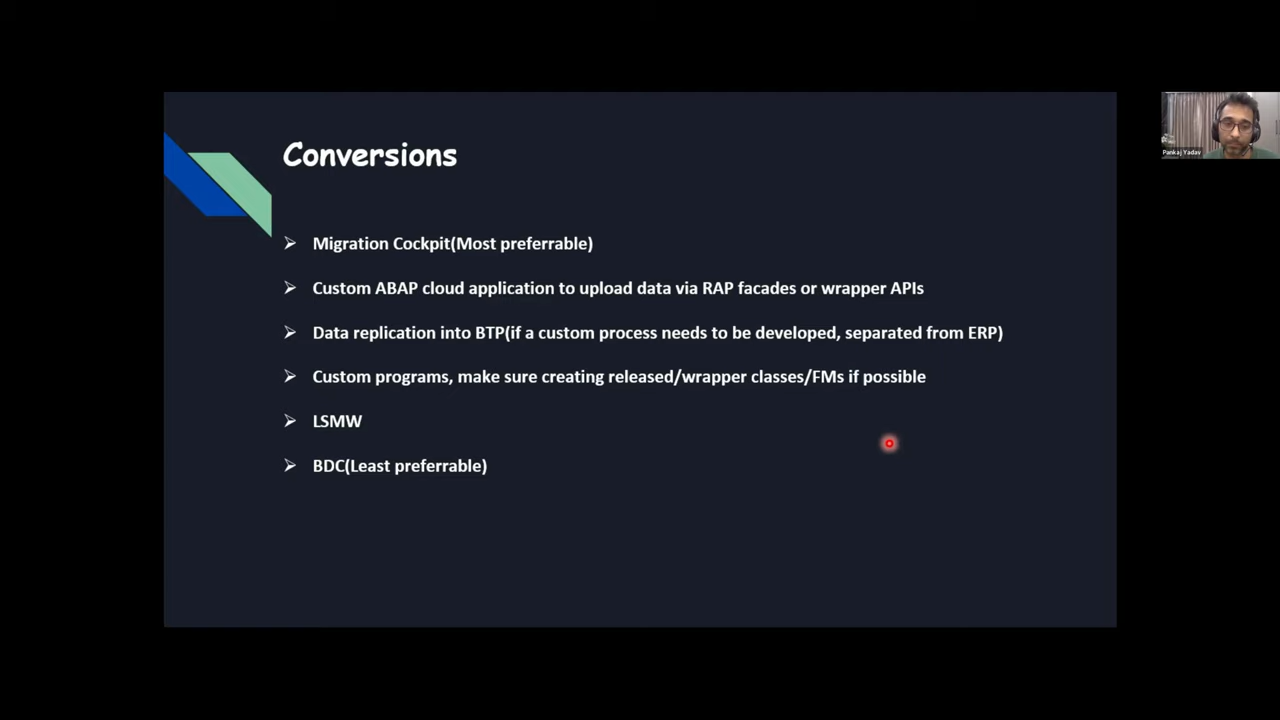 Conversions
Pankaj Yadav
Migration Cockpit(Most preferrable)
Custom ABAP cloud application to upload data via RAP facades or wrapper APIs
Data replication into BTP(if a custom process needs to be developed, separated from ERP)
Custom programs, make sure creating released/wrapper classes/FMs if possible
LSMW
BDC(Least preferrable)